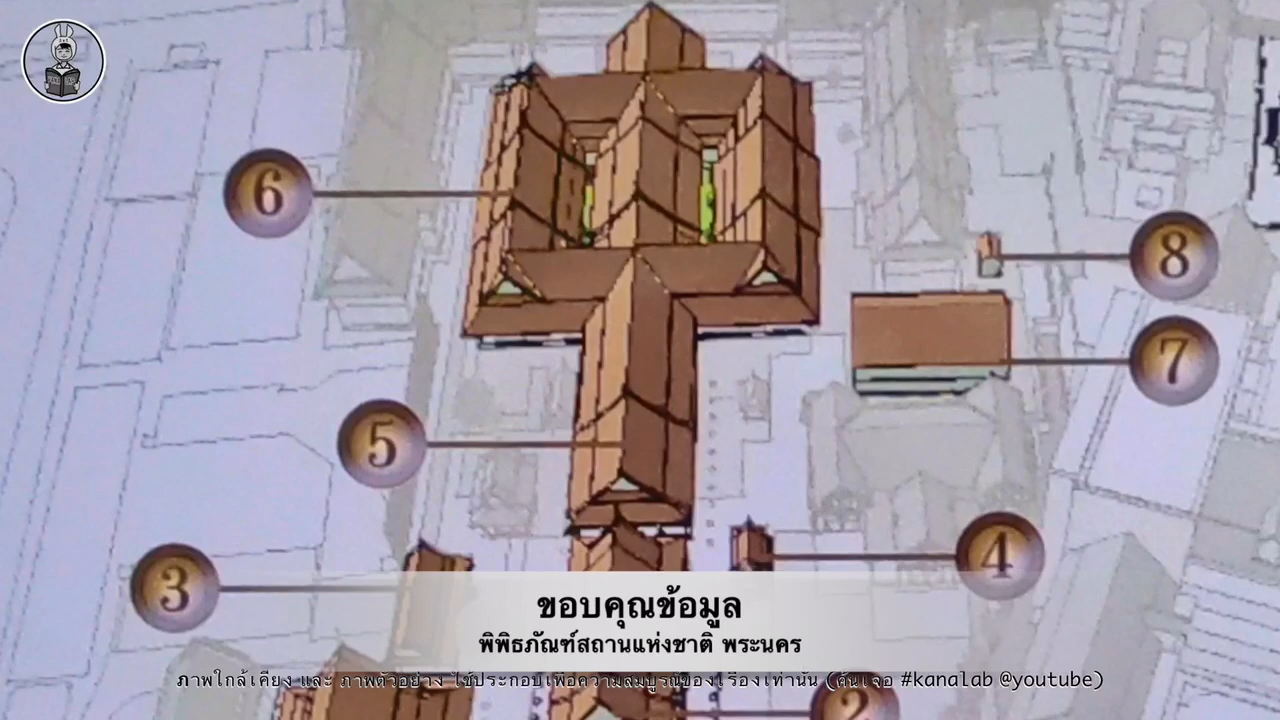 6
8
7
5
4
3
ขอบคุณข้อมูล
พิพิธภัณฑ์สถานแห่งชาติ พระนคร
ภาพใกล้เคียง และ ภาพตัวอย่าง ใช้ประกอบเพื่อความสมบูรณ์ของเรื่องเท่านั้น (ค้นเจอ #kanalab @youtube)
2